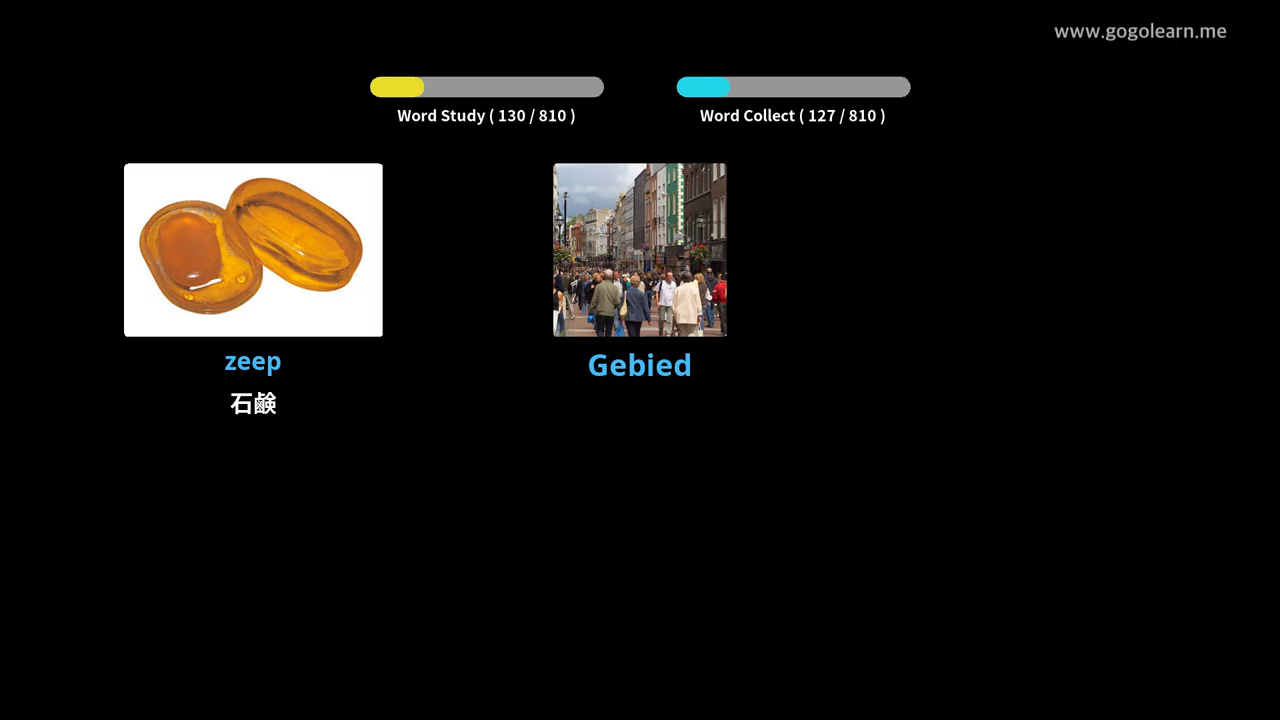 www.gogolearn.me
Word Study ( 130 / 810 )
Word Collect ( 127 / 810 )
zeep
石鹸
Gebied